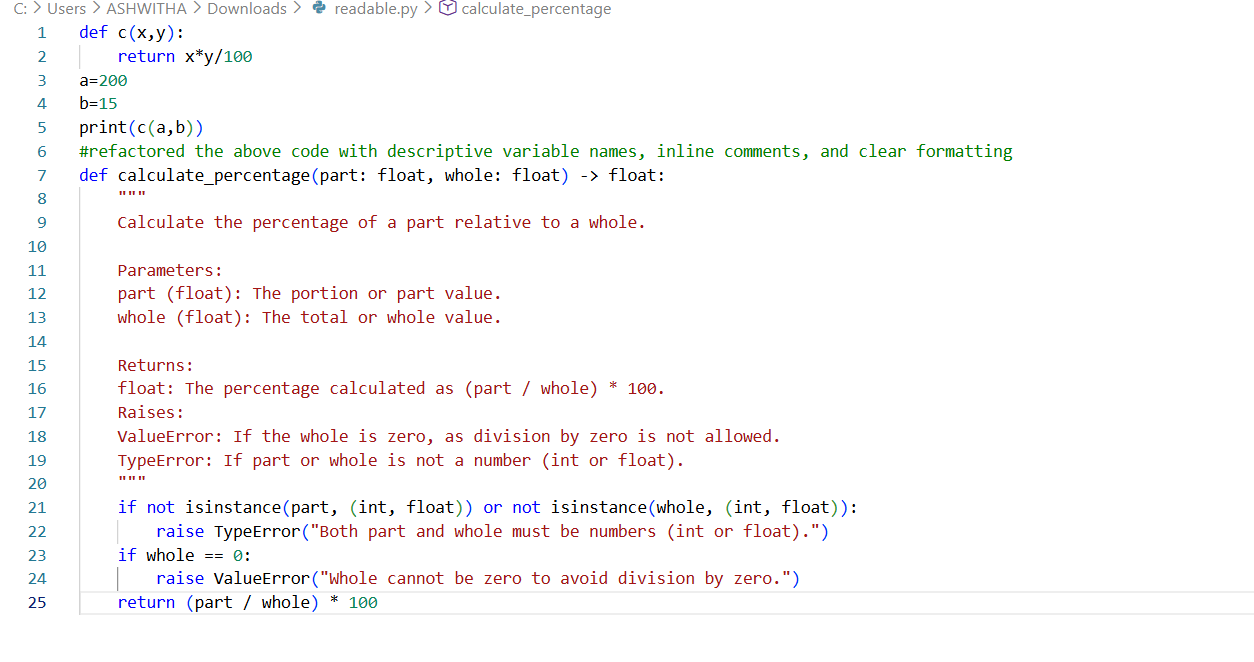 C: > Users > ASHWITHA > Downloads > readable.py > calculate_percentage
1 def c(x,y):
2     return x*y/100
3 a=200
4 b=15
5 print(c(a,b))
6 #refactored the above code with descriptive variable names, inline comments, and clear formatting
7 def calculate_percentage(part: float, whole: float) -> float:
8     """
9     Calculate the percentage of a part relative to a whole.
10
11     Parameters:
12     part (float): The portion or part value.
13     whole (float): The total or whole value.
14
15     Returns:
16     float: The percentage calculated as (part / whole) * 100.
17     Raises:
18     ValueError: If the whole is zero, as division by zero is not allowed.
19     TypeError: If part or whole is not a number (int or float).
20     """
21     if not isinstance(part, (int, float)) or not isinstance(whole, (int, float)):
22         raise TypeError("Both part and whole must be numbers (int or float).")
23     if whole == 0:
24         raise ValueError("Whole cannot be zero to avoid division by zero.")
25     return (part / whole) * 100